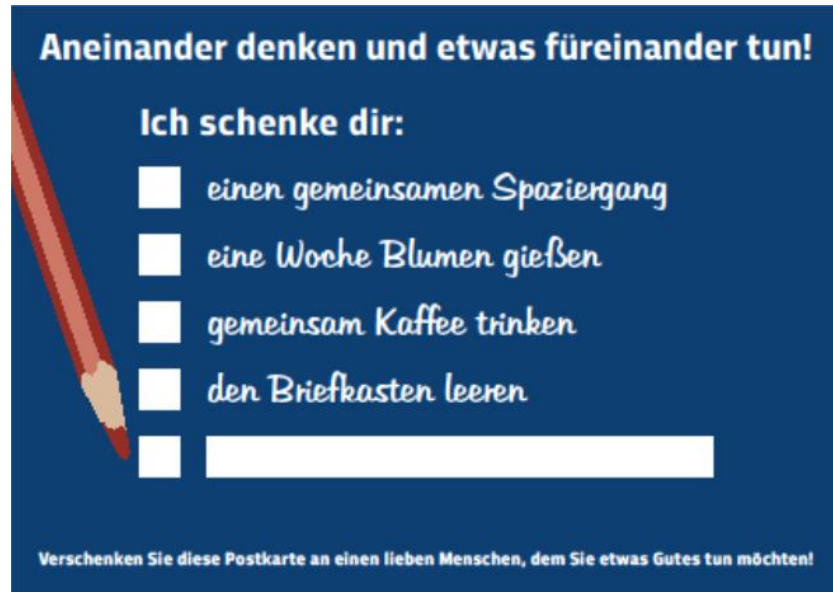 Aneinander denken und etwas füreinander tun!
Ich schenke dir:
einen gemeinsamen Spaziergang
eine Woche Blumen gießen
gemeinsam Kaffee trinken
den Briefkasten leeren
Verschenken Sie diese Postkarte an einen lieben Menschen, dem Sie etwas Gutes tun möchten!